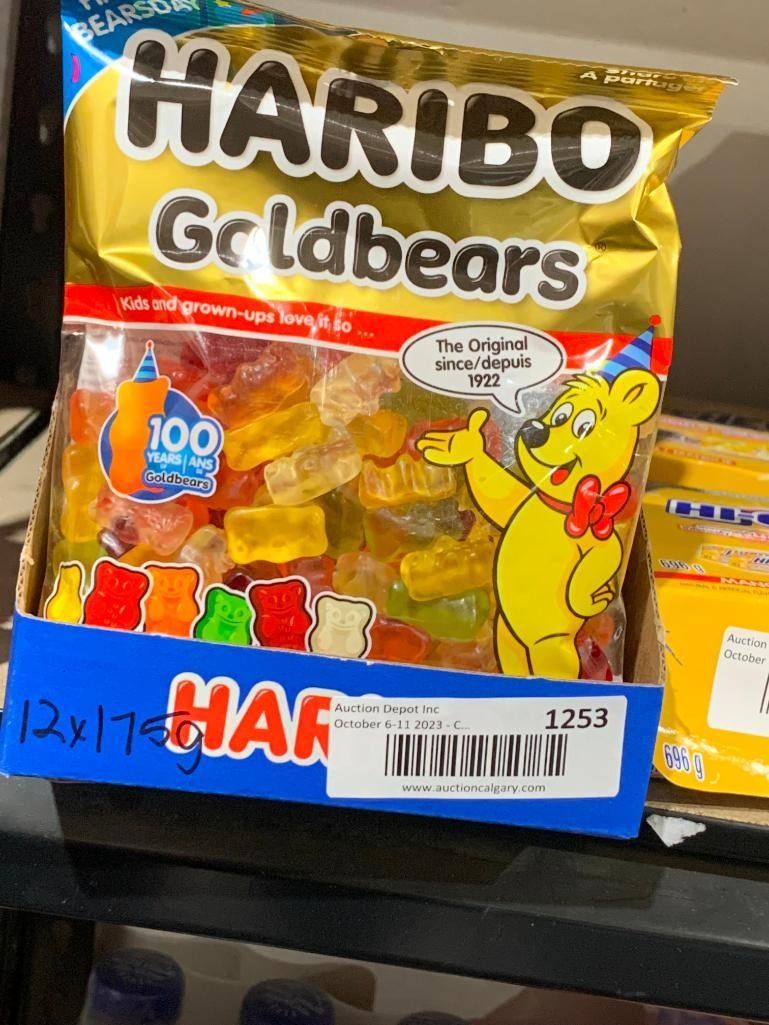 BEARSDAY
A partager
HARIBO
Goldbears
®
Kids and grown-ups love it so ...
The Original
since/depuis
1922
100
YEARS | ANS
Goldbears
HAR
12x175g
Auction Depot Inc
October 6-11 2023 - C...
1253
www.auctioncalgary.com
696 g
Auction
October
696 g